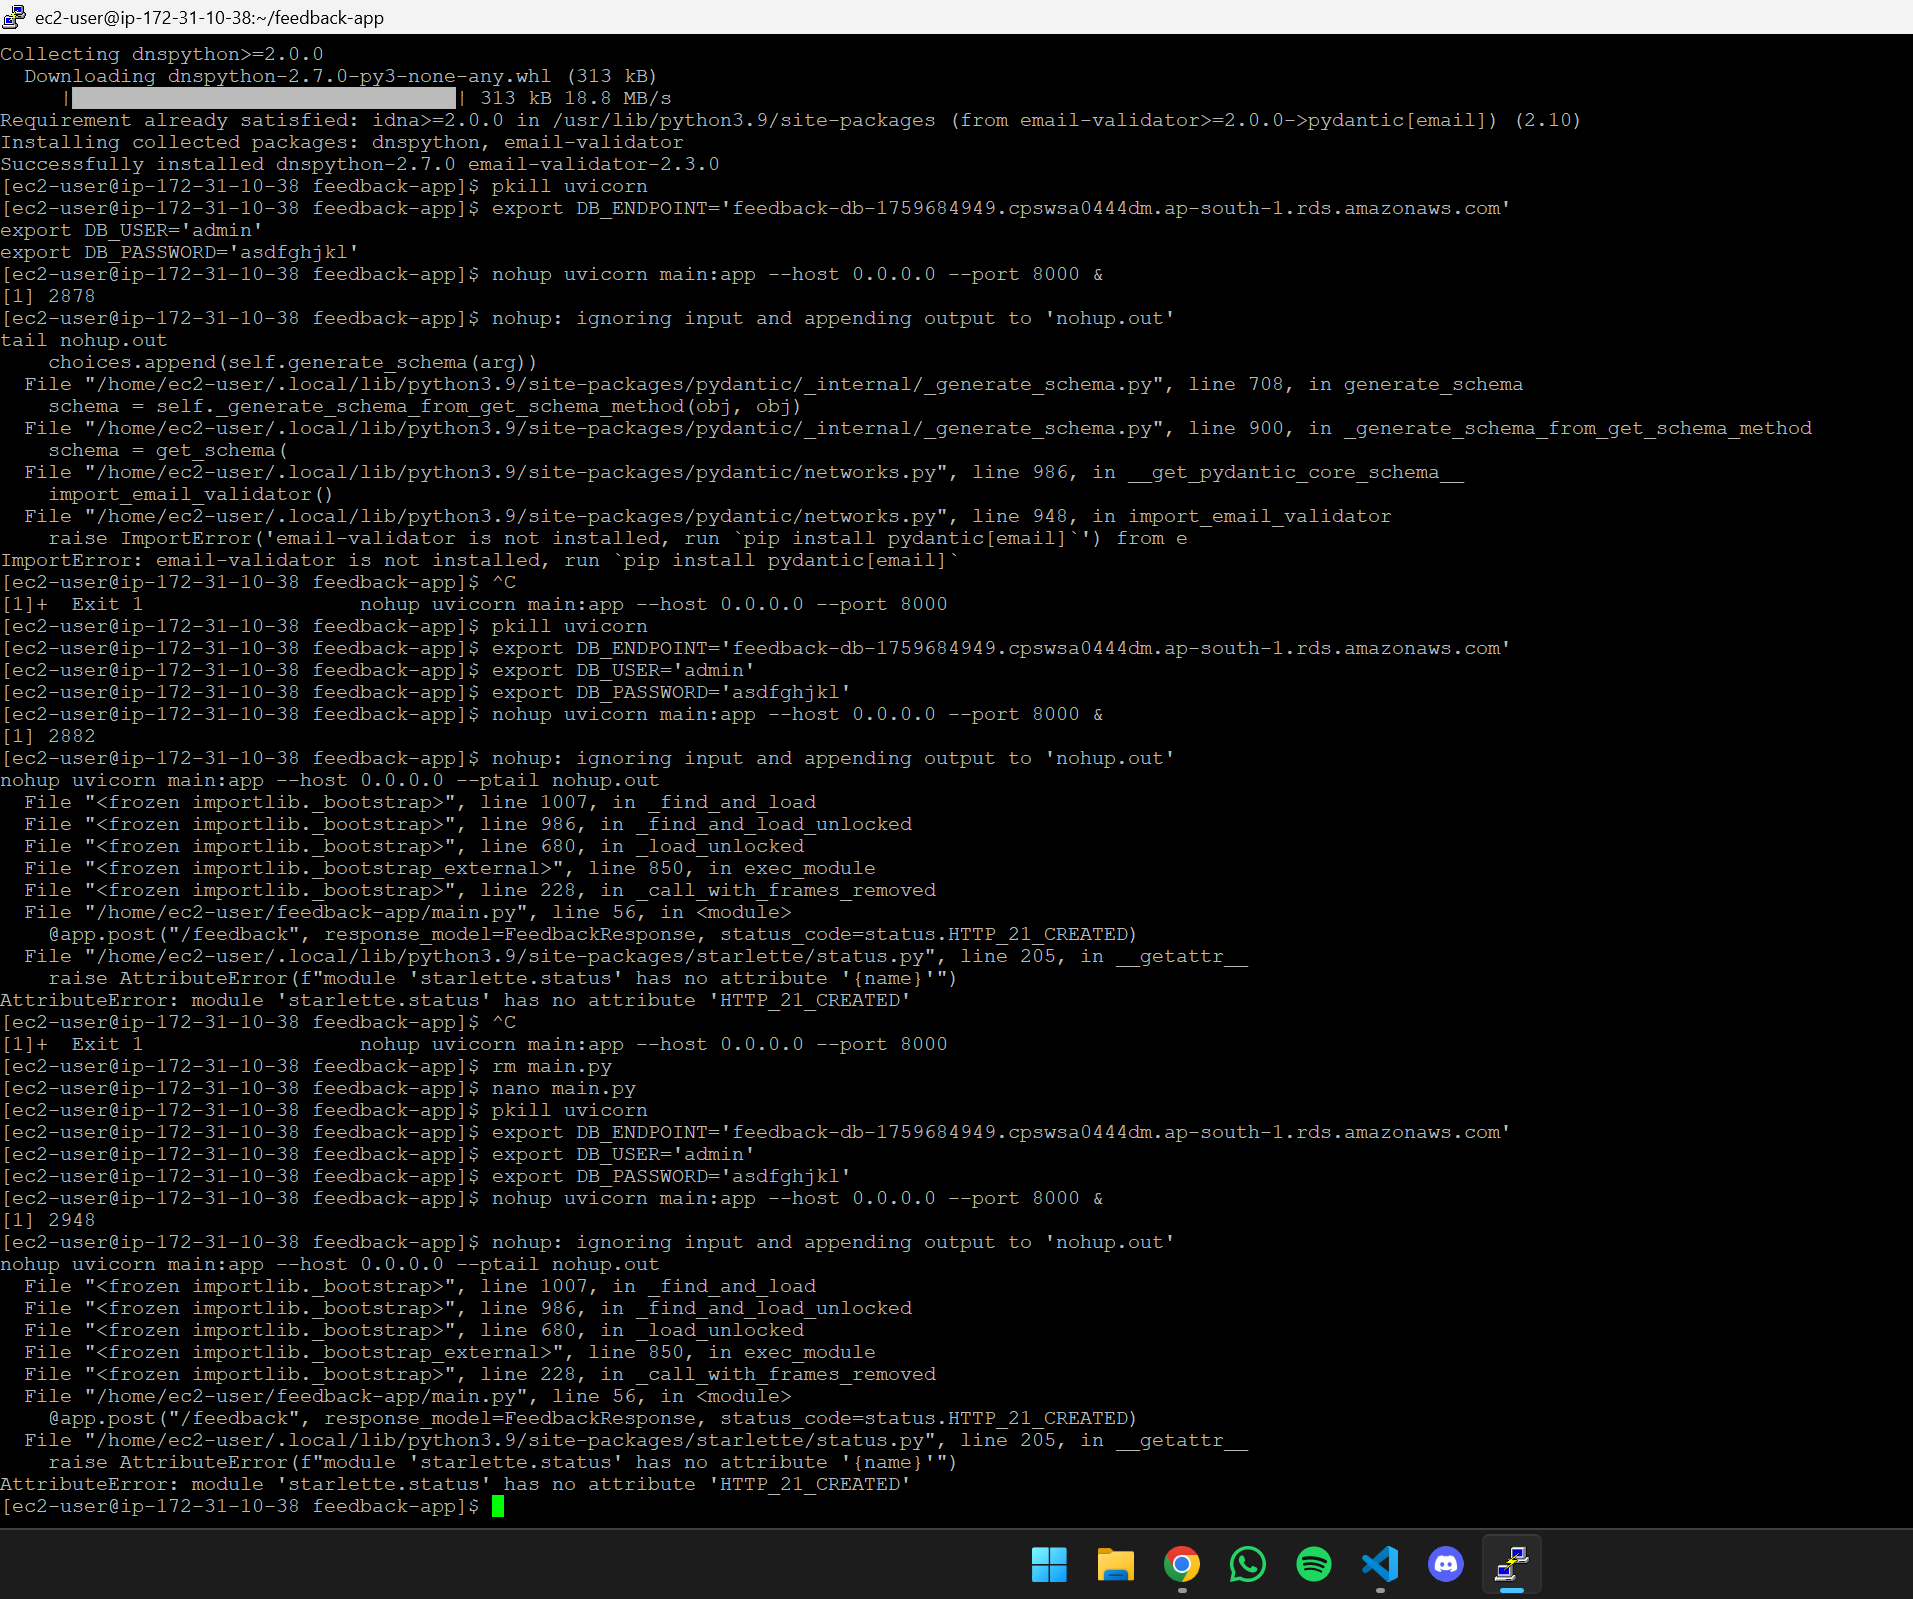 ec2-user@ip-172-31-10-38:~/feedback-app
Collecting dnspython>=2.0.0
  Downloading dnspython-2.7.0-py3-none-any.whl (313 kB)
     |                                | 313 kB 18.8 MB/s
Requirement already satisfied: idna>=2.0.0 in /usr/lib/python3.9/site-packages (from email-validator>=2.0.0->pydantic[email]) (2.10)
Installing collected packages: dnspython, email-validator
Successfully installed dnspython-2.7.0 email-validator-2.3.0
[ec2-user@ip-172-31-10-38 feedback-app]$ pkill uvicorn
[ec2-user@ip-172-31-10-38 feedback-app]$ export DB_ENDPOINT='feedback-db-1759684949.cpswsa0444dm.ap-south-1.rds.amazonaws.com'
export DB_USER='admin'
export DB_PASSWORD='asdfghjkl'
[ec2-user@ip-172-31-10-38 feedback-app]$ nohup uvicorn main:app --host 0.0.0.0 --port 8000 &
[1] 2878
[ec2-user@ip-172-31-10-38 feedback-app]$ nohup: ignoring input and appending output to 'nohup.out'
tail nohup.out
    choices.append(self.generate_schema(arg))
  File "/home/ec2-user/.local/lib/python3.9/site-packages/pydantic/_internal/_generate_schema.py", line 708, in generate_schema
    schema = self._generate_schema_from_get_schema_method(obj, obj)
  File "/home/ec2-user/.local/lib/python3.9/site-packages/pydantic/_internal/_generate_schema.py", line 900, in _generate_schema_from_get_schema_method
    schema = get_schema(
  File "/home/ec2-user/.local/lib/python3.9/site-packages/pydantic/networks.py", line 986, in __get_pydantic_core_schema__
    import_email_validator()
  File "/home/ec2-user/.local/lib/python3.9/site-packages/pydantic/networks.py", line 948, in import_email_validator
    raise ImportError('email-validator is not installed, run `pip install pydantic[email]`') from e
ImportError: email-validator is not installed, run `pip install pydantic[email]`
[ec2-user@ip-172-31-10-38 feedback-app]$ ^C
[1]+  Exit 1                  nohup uvicorn main:app --host 0.0.0.0 --port 8000
[ec2-user@ip-172-31-10-38 feedback-app]$ pkill uvicorn
[ec2-user@ip-172-31-10-38 feedback-app]$ export DB_ENDPOINT='feedback-db-1759684949.cpswsa0444dm.ap-south-1.rds.amazonaws.com'
[ec2-user@ip-172-31-10-38 feedback-app]$ export DB_USER='admin'
[ec2-user@ip-172-31-10-38 feedback-app]$ export DB_PASSWORD='asdfghjkl'
[ec2-user@ip-172-31-10-38 feedback-app]$ nohup uvicorn main:app --host 0.0.0.0 --port 8000 &
[1] 2882
[ec2-user@ip-172-31-10-38 feedback-app]$ nohup: ignoring input and appending output to 'nohup.out'
nohup uvicorn main:app --host 0.0.0.0 --ptail nohup.out
  File "<frozen importlib._bootstrap>", line 1007, in _find_and_load
  File "<frozen importlib._bootstrap>", line 986, in _find_and_load_unlocked
  File "<frozen importlib._bootstrap>", line 680, in _load_unlocked
  File "<frozen importlib._bootstrap_external>", line 850, in exec_module
  File "<frozen importlib._bootstrap>", line 228, in _call_with_frames_removed
  File "/home/ec2-user/feedback-app/main.py", line 56, in <module>
    @app.post("/feedback", response_model=FeedbackResponse, status_code=status.HTTP_21_CREATED)
  File "/home/ec2-user/.local/lib/python3.9/site-packages/starlette/status.py", line 205, in __getattr__
    raise AttributeError(f"module 'starlette.status' has no attribute '{name}'")
AttributeError: module 'starlette.status' has no attribute 'HTTP_21_CREATED'
[ec2-user@ip-172-31-10-38 feedback-app]$ ^C
[1]+  Exit 1                  nohup uvicorn main:app --host 0.0.0.0 --port 8000
[ec2-user@ip-172-31-10-38 feedback-app]$ rm main.py
[ec2-user@ip-172-31-10-38 feedback-app]$ nano main.py
[ec2-user@ip-172-31-10-38 feedback-app]$ pkill uvicorn
[ec2-user@ip-172-31-10-38 feedback-app]$ export DB_ENDPOINT='feedback-db-1759684949.cpswsa0444dm.ap-south-1.rds.amazonaws.com'
[ec2-user@ip-172-31-10-38 feedback-app]$ export DB_USER='admin'
[ec2-user@ip-172-31-10-38 feedback-app]$ export DB_PASSWORD='asdfghjkl'
[ec2-user@ip-172-31-10-38 feedback-app]$ nohup uvicorn main:app --host 0.0.0.0 --port 8000 &
[1] 2948
[ec2-user@ip-172-31-10-38 feedback-app]$ nohup: ignoring input and appending output to 'nohup.out'
nohup uvicorn main:app --host 0.0.0.0 --ptail nohup.out
  File "<frozen importlib._bootstrap>", line 1007, in _find_and_load
  File "<frozen importlib._bootstrap>", line 986, in _find_and_load_unlocked
  File "<frozen importlib._bootstrap>", line 680, in _load_unlocked
  File "<frozen importlib._bootstrap_external>", line 850, in exec_module
  File "<frozen importlib._bootstrap>", line 228, in _call_with_frames_removed
  File "/home/ec2-user/feedback-app/main.py", line 56, in <module>
    @app.post("/feedback", response_model=FeedbackResponse, status_code=status.HTTP_21_CREATED)
  File "/home/ec2-user/.local/lib/python3.9/site-packages/starlette/status.py", line 205, in __getattr__
    raise AttributeError(f"module 'starlette.status' has no attribute '{name}'")
AttributeError: module 'starlette.status' has no attribute 'HTTP_21_CREATED'
[ec2-user@ip-172-31-10-38 feedback-app]$